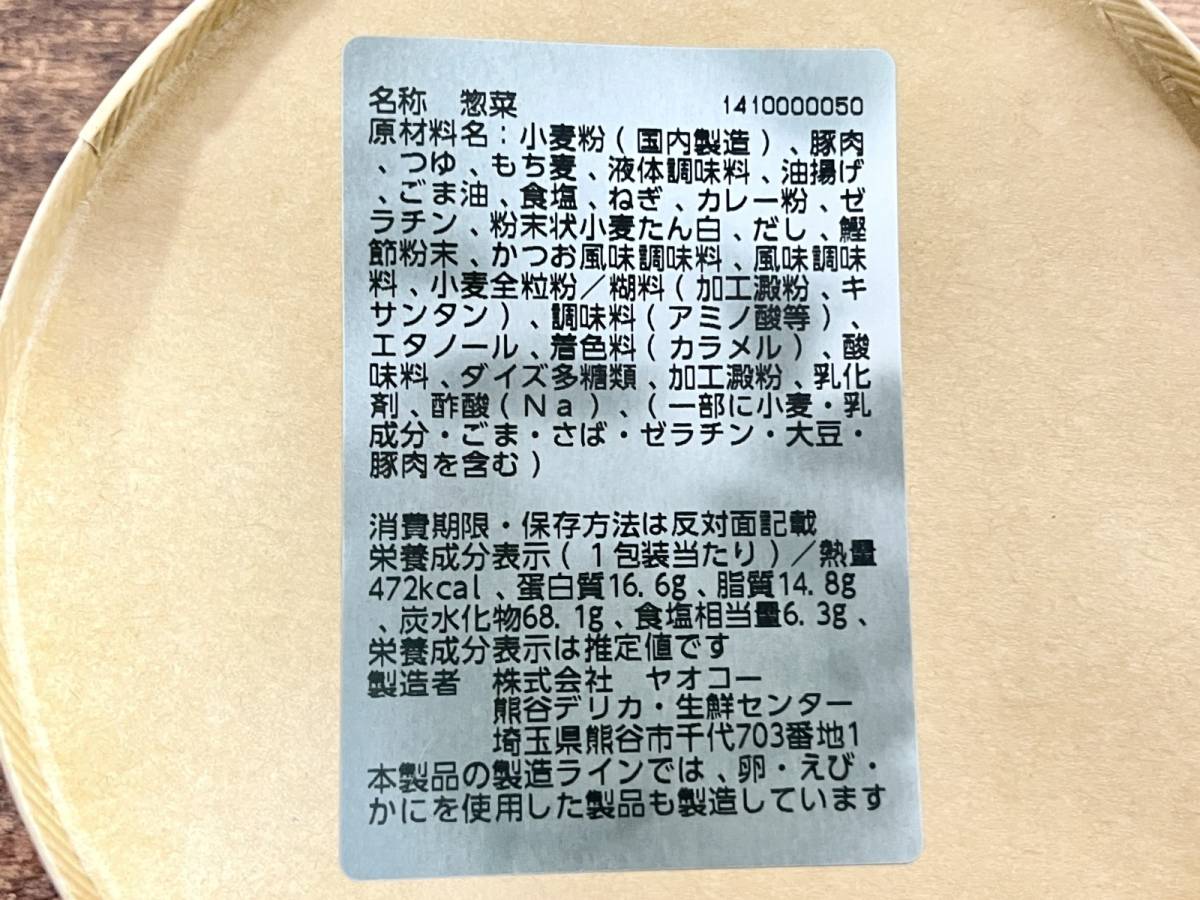 名称　惣菜　1410000050
原材料名：小麦粉（国内製造）、豚肉
、つゆ、もち麦、液体調味料、油揚げ
、ごま油、食塩、ねぎ、カレー粉、ゼ
ラチン、粉末状小麦たん白、だし、鰹
節粉末、かつお風味調味料、風味調味
料、小麦全粒粉／糊料（加工澱粉、キ
サンタン）、調味料（アミノ酸等）、
エタノール、着色料（カラメル）、酸
味料、ダイズ多糖類、加工澱粉、乳化
剤、酢酸（Ｎａ）、（一部に小麦・乳
成分・ごま・さば・ゼラチン・大豆・
豚肉を含む）
消費期限・保存方法は反対面記載
栄養成分表示（１包装当たり）／熱量
472kcal、蛋白質16.6g、脂質14.8g
、炭水化物68.1g、食塩相当量6.3g、
栄養成分表示は推定値です
製造者　株式会社　ヤオコー
熊谷デリカ・生鮮センター
埼玉県熊谷市千代703番地1
本製品の製造ラインでは、卵・えび・
かにを使用した製品も製造しています